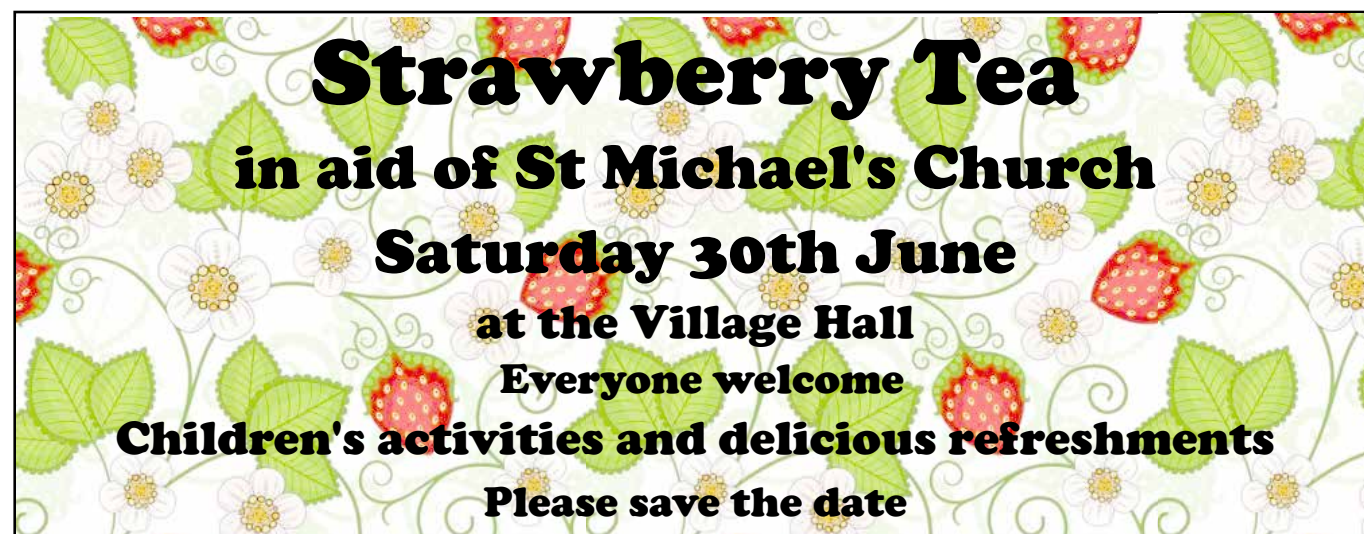 Strawberry Tea
in aid of St Michael's Church
Saturday 30th June
at the Village Hall
Everyone welcome
Children's activities and delicious refreshments
Please save the date